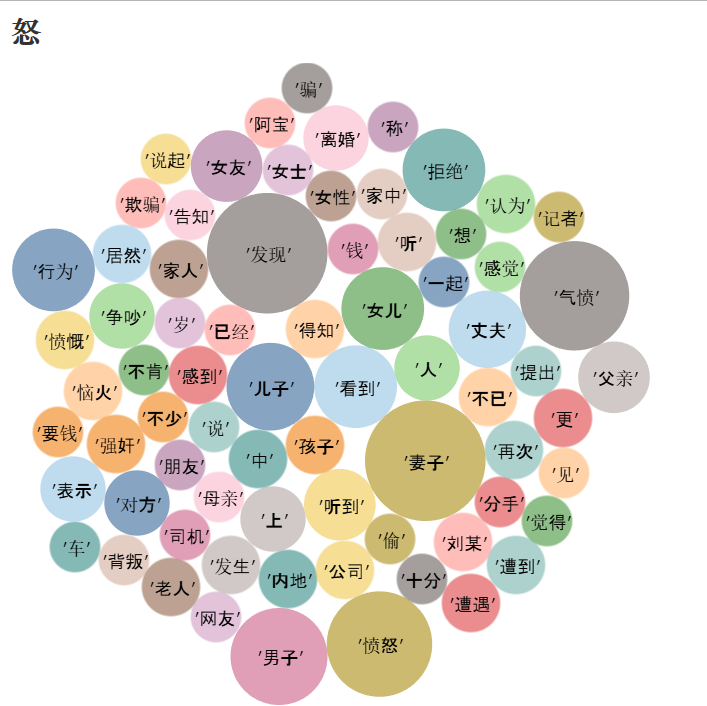 怒
'骗'
'阿宝'
'离婚'
'称'
'说起'
'女友'
'女士'
'拒绝'
'欺骗'
'告知'
'女性'
'家中'
'认为'
'记者'
'行为'
'居然'
'家人'
'发现'
'钱'
'听'
'想'
'感觉'
'一起'
'气愤'
'愤慨'
'争吵'
'岁'
'已经'
'得知'
'女儿'
'丈夫'
'恼火'
'不肯'
'感到'
'儿子'
'看到'
'人'
'不已'
'提出'
'父亲'
'要钱'
'强奸'
'不少'
'说'
'中'
'孩子'
'妻子'
'再次'
'更'
'见'
'表示'
'对方'
'朋友'
'母亲'
'上'
'听到'
'偷'
'刘某'
'分手'
'觉得'
'车'
'背叛'
'司机'
'老人'
'发生'
'内地'
'公司'
'十分'
'遭遇'
'遭到'
'网友'
'男子'
'愤怒'